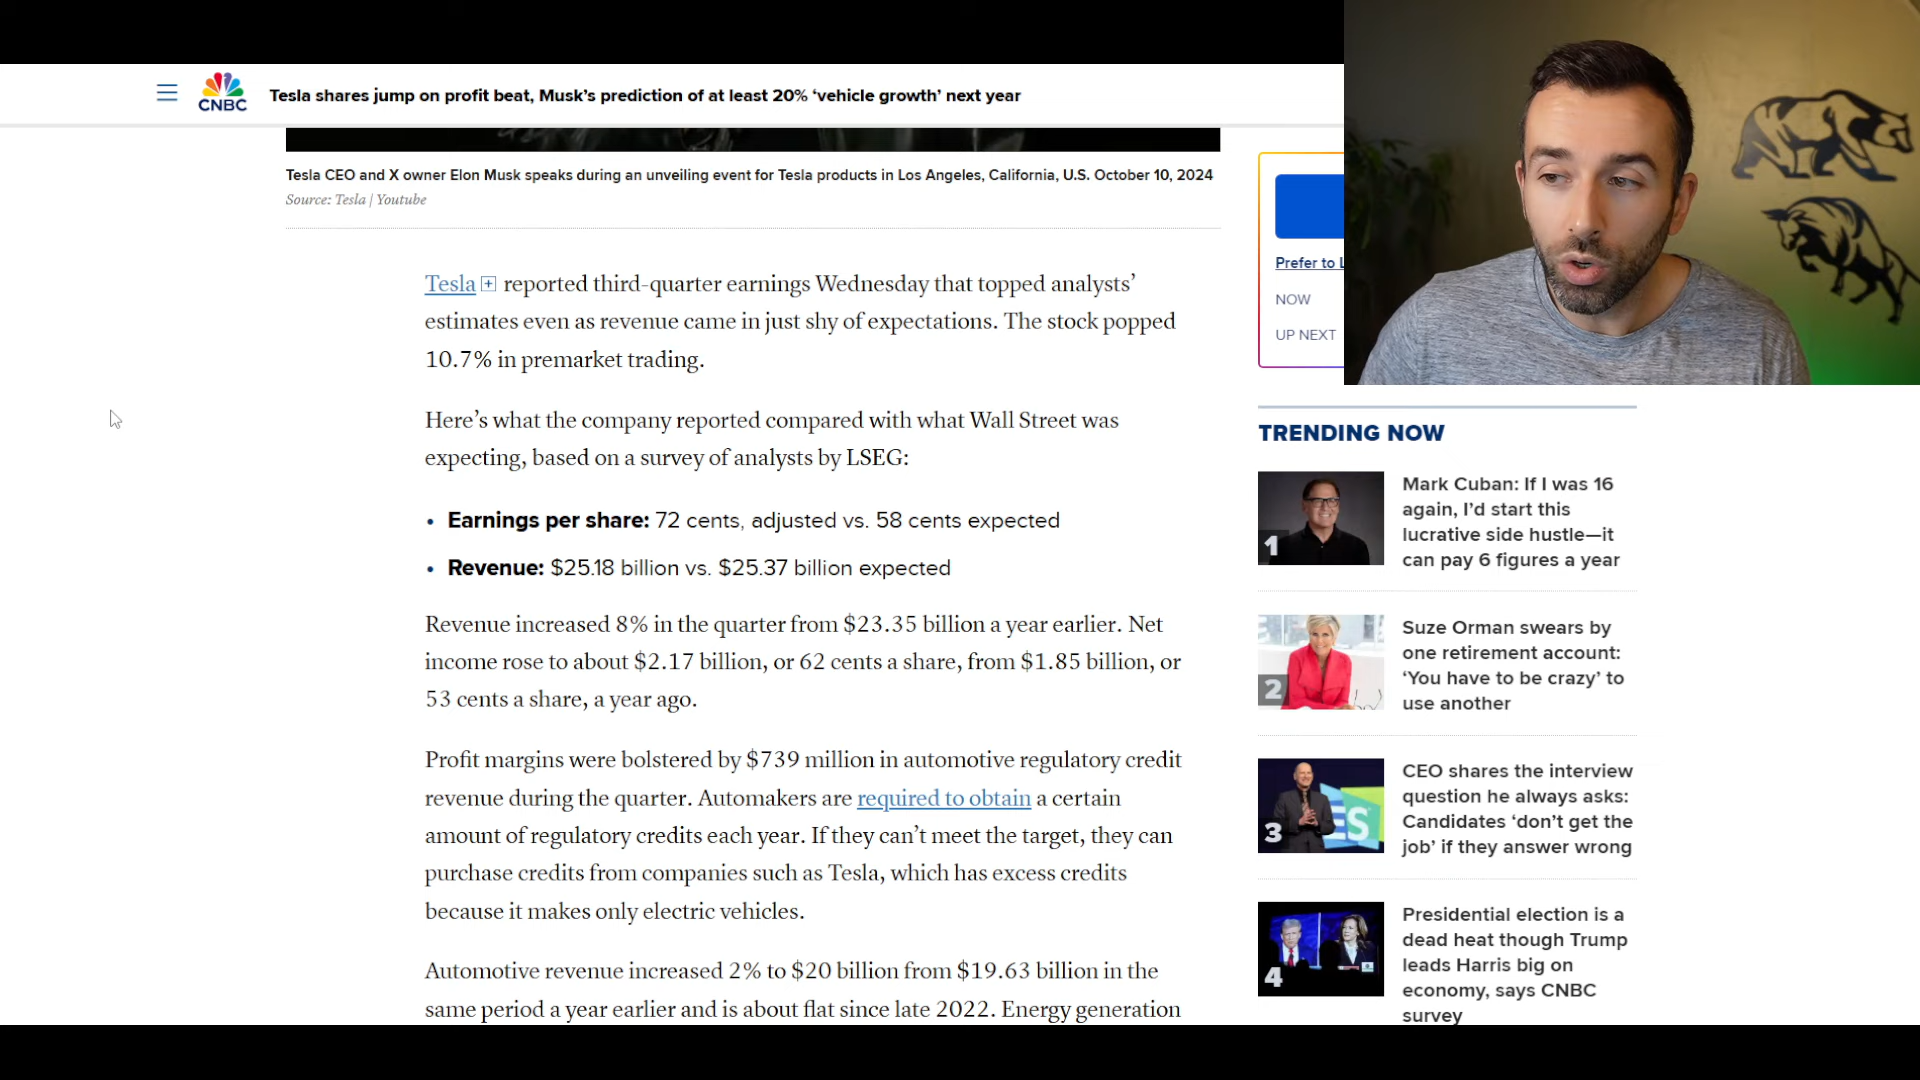 CNBC
Tesla shares jump on profit beat, Musk’s prediction of at least 20% ‘vehicle growth’ next year
Tesla CEO and X owner Elon Musk speaks during an unveiling event for Tesla products in Los Angeles, California, U.S. October 10, 2024
Source: Tesla | Youtube
Tesla + reported third-quarter earnings Wednesday that topped analysts’
estimates even as revenue came in just shy of expectations. The stock popped
10.7% in premarket trading.
Here’s what the company reported compared with what Wall Street was
expecting, based on a survey of analysts by LSEG:
• Earnings per share: 72 cents, adjusted vs. 58 cents expected
• Revenue: $25.18 billion vs. $25.37 billion expected
Revenue increased 8% in the quarter from $23.35 billion a year earlier. Net
income rose to about $2.17 billion, or 62 cents a share, from $1.85 billion, or
53 cents a share, a year ago.
Profit margins were bolstered by $739 million in automotive regulatory credit
revenue during the quarter. Automakers are required to obtain a certain
amount of regulatory credits each year. If they can’t meet the target, they can
purchase credits from companies such as Tesla, which has excess credits
because it makes only electric vehicles.
Automotive revenue increased 2% to $20 billion from $19.63 billion in the
same period a year earlier and is about flat since late 2022. Energy generation
Prefer to L
NOW
UP NEXT
TRENDING NOW
1
Mark Cuban: If I was 16
again, I’d start this
lucrative side hustle—it
can pay 6 figures a year
2
Suze Orman swears by
one retirement account:
‘You have to be crazy’ to
use another
3
ES
CEO shares the interview
question he always asks:
Candidates ‘don’t get the
job’ if they answer wrong
4
Presidential election is a
dead heat though Trump
leads Harris big on
economy, says CNBC
survey